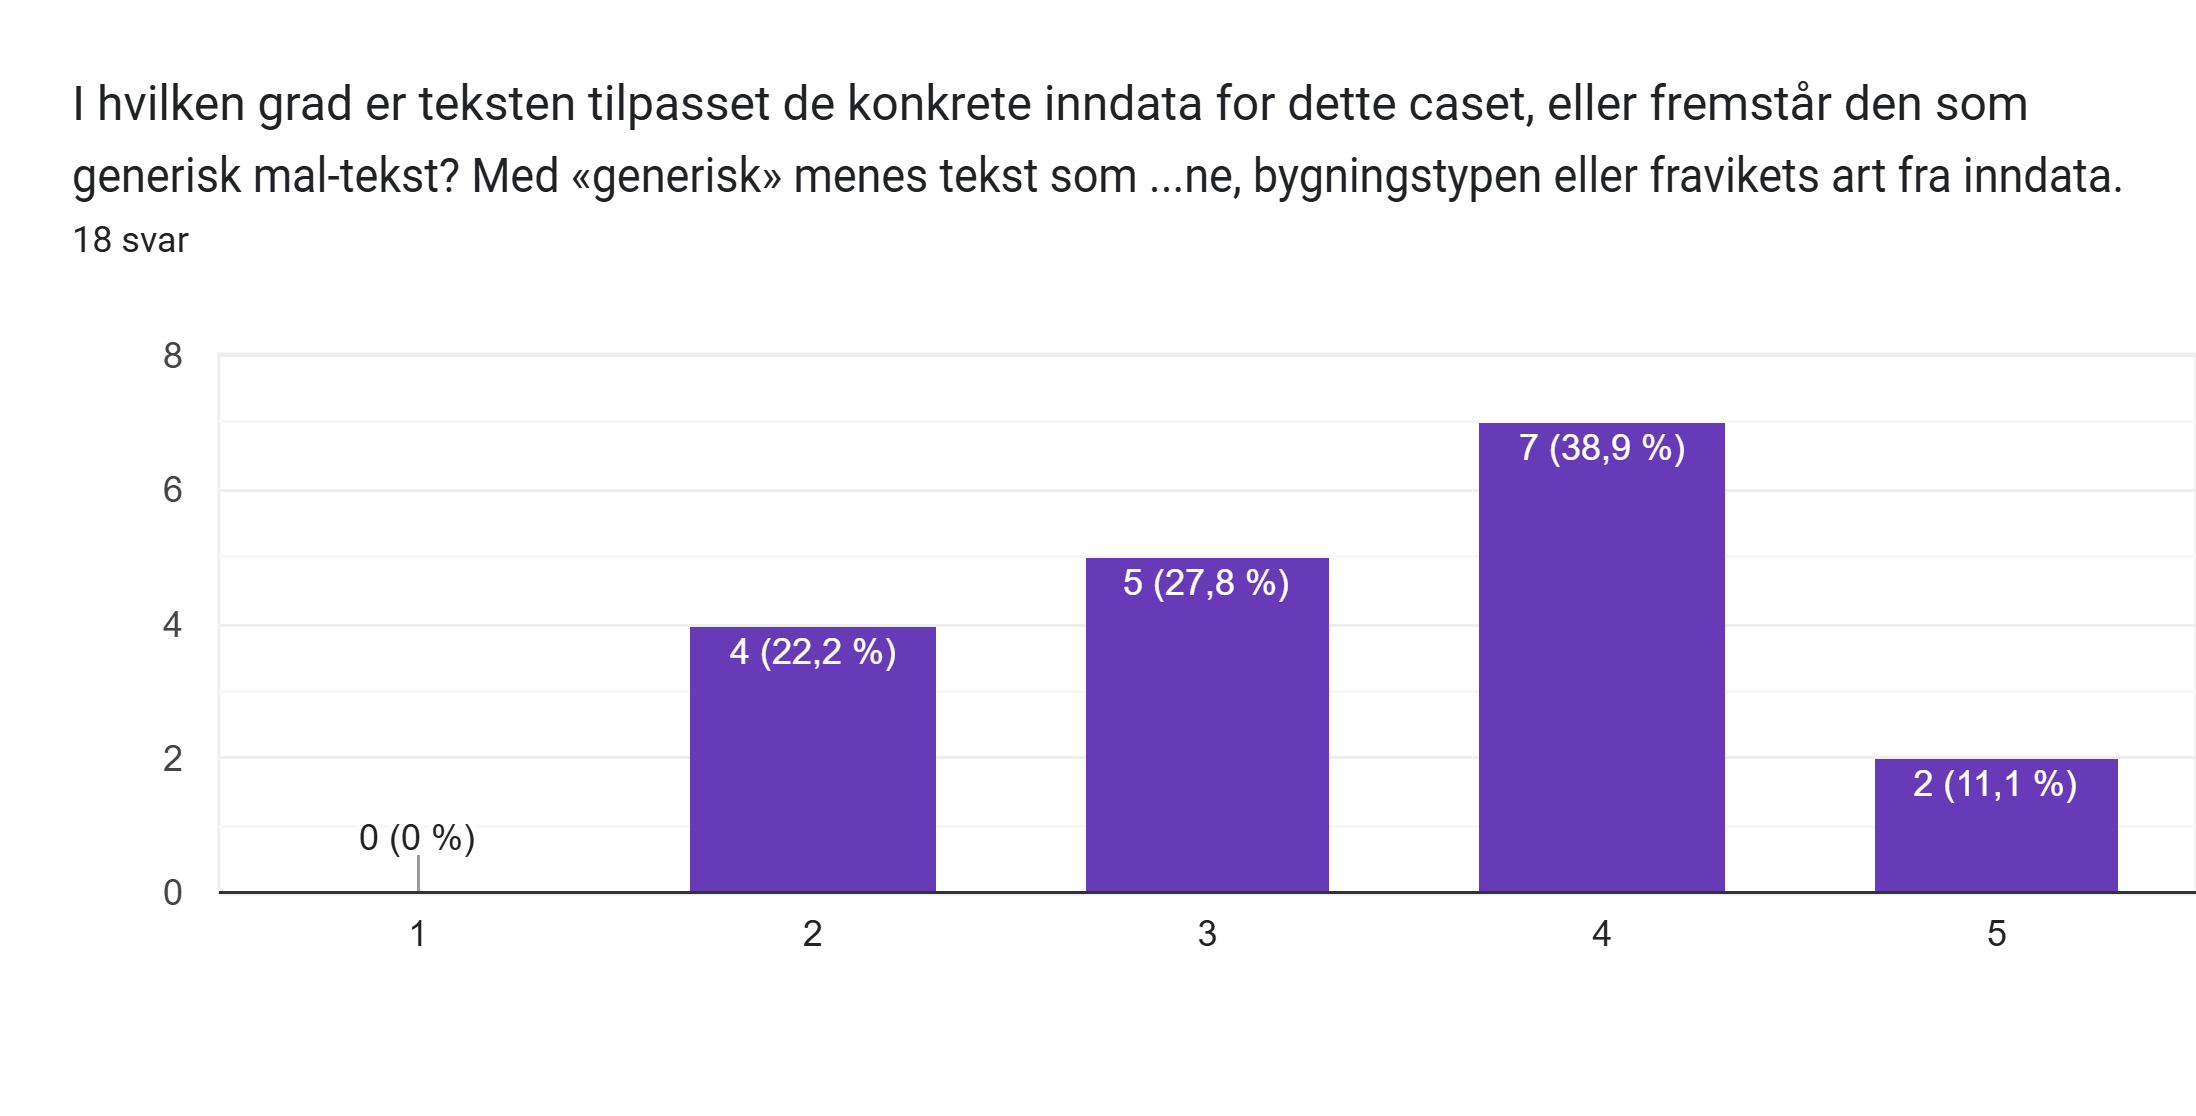 I hvilken grad er teksten tilpasset de konkrete inndata for dette caset, eller fremstår den som
generisk mal-tekst? Med «generisk» menes tekst som ...ne, bygningstypen eller fravikets art fra inndata.
18 svar
8
7 (38,9 %)
6
5 (27,8 %)
4
4 (22,2 %)
2
2 (11,1 %)
0 (0 %)
0
1 2 3 4 5